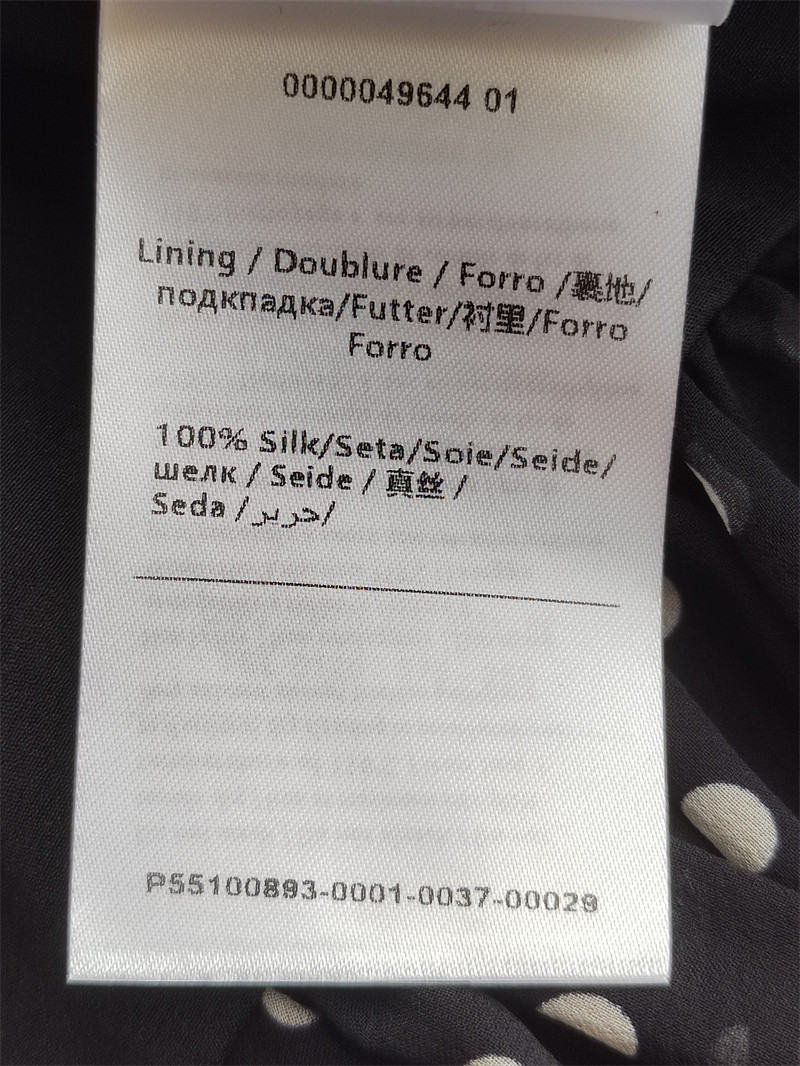 0000049644 01
Lining / Doublure / Forro /裏地/
подкпадка/Futter/衬里/Forro
Forro
100% Silk/Seta/Soie/Seide/
шелк / Seide / 真丝 /
Seda / حرير/
P55100893-0001-0037-00029